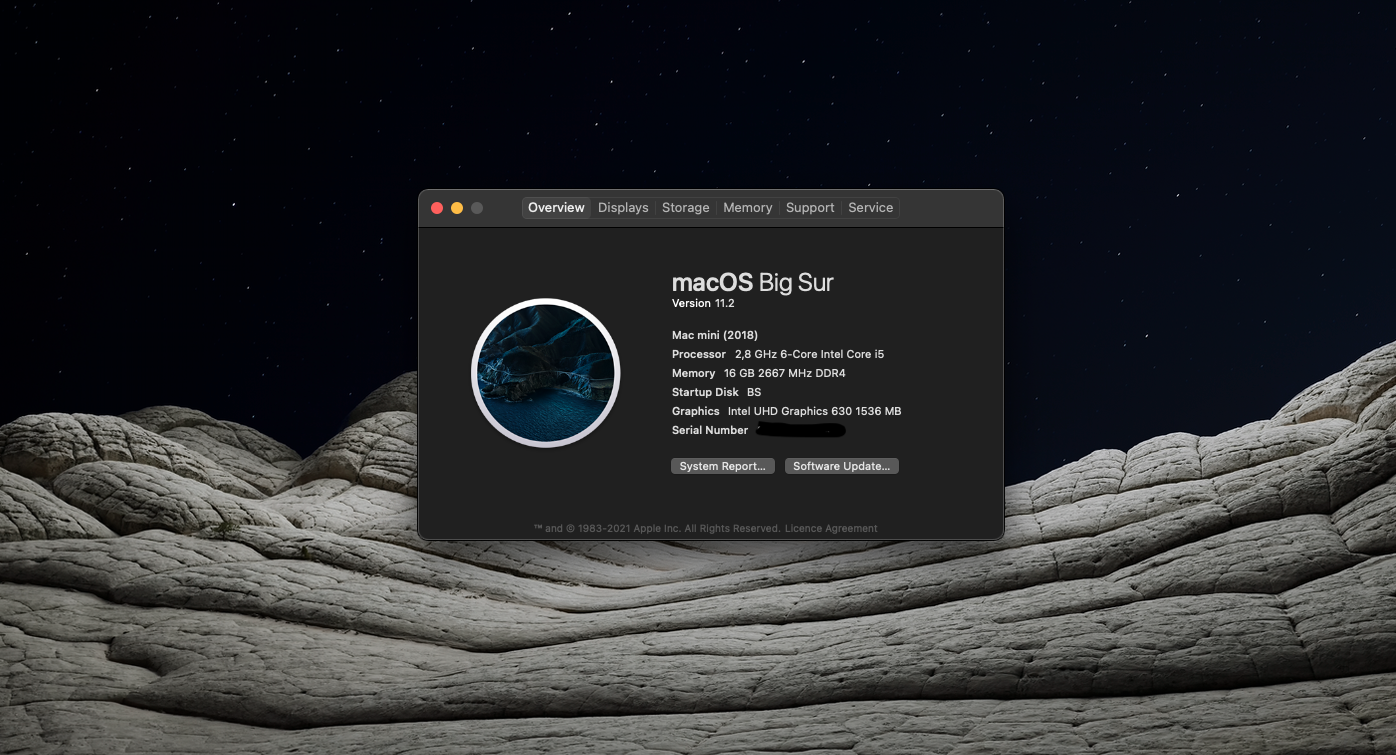 Overview Displays Storage Memory Support Service
macOS Big Sur
Version 11.2
Mac mini (2018)
Processor 2,8 GHz 6-Core Intel Core i5
Memory 16 GB 2667 MHz DDR4
Startup Disk BS
Graphics Intel UHD Graphics 630 1536 MB
Serial Number
System Report... Software Update...
™ and © 1983-2021 Apple Inc. All Rights Reserved. Licence Agreement